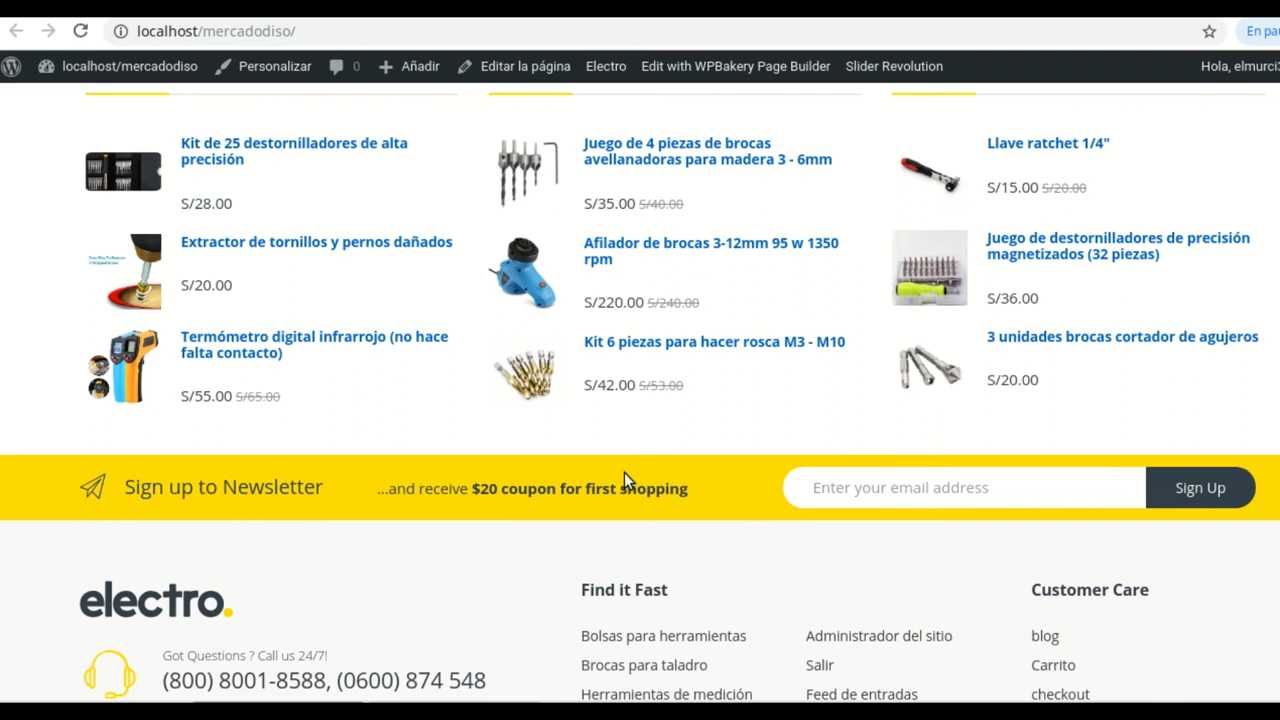 localhost/mercadodiso/
En pau
localhost/mercadodiso
Personalizar
0
Añadir
Editar la página
Electro
Edit with WPBakery Page Builder
Slider Revolution
Hola, elmurci
Kit de 25 destornilladores de alta
precisión
S/28.00
Extractor de tornillos y pernos dañados
S/20.00
Termómetro digital infrarrojo (no hace
falta contacto)
S/55.00 S/65.00
Juego de 4 piezas de brocas
avellanadoras para madera 3 - 6mm
S/35.00 S/40.00
Afilador de brocas 3-12mm 95 w 1350
rpm
S/220.00 S/240.00
Kit 6 piezas para hacer rosca M3 - M10
S/42.00 S/53.00
Llave ratchet 1/4"
S/15.00 S/20.00
Juego de destornilladores de precisión
magnetizados (32 piezas)
S/36.00
3 unidades brocas cortador de agujeros
S/20.00
Sign up to Newsletter
...and receive $20 coupon for first shopping
Enter your email address
Sign Up
electro.
Got Questions ? Call us 24/7!
(800) 8001-8588, (0600) 874 548
Find it Fast
Bolsas para herramientas
Brocas para taladro
Herramientas de medición
Administrador del sitio
Salir
Feed de entradas
Customer Care
blog
Carrito
checkout